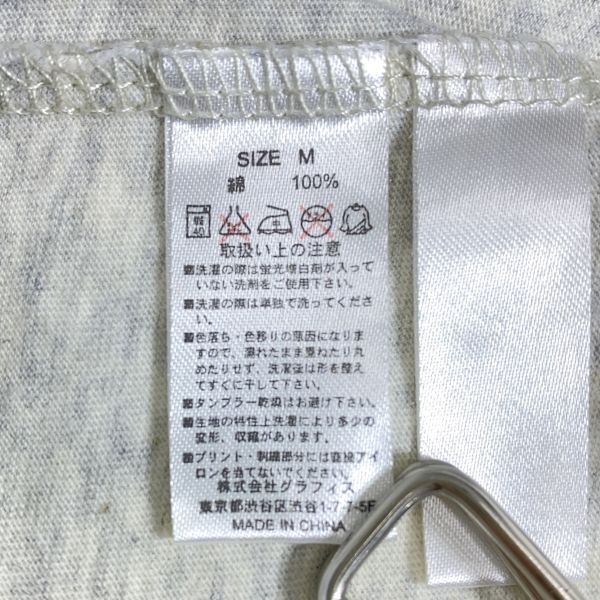 SIZE M
綿 100%
弱
40
中
取扱い上の注意
洗濯の際は蛍光増白剤が入って
いない洗剤をご使用下さい。
洗濯の際は単独で洗ってくださ
い。
色落ち・色移りの原因になりま
すので、濡れたまま重ねたり丸
めたりせず、洗濯後は形を整え
てすぐに干して下さい。
タンブラー乾燥はお避け下さい。
生地の特性上洗濯により多少の
変形、収縮があります。
プリント・刺繍部分には直接アイ
ロンを当てないでください。
株式会社グラフィス
東京都渋谷区渋谷1-7-7-5F
MADE IN CHINA